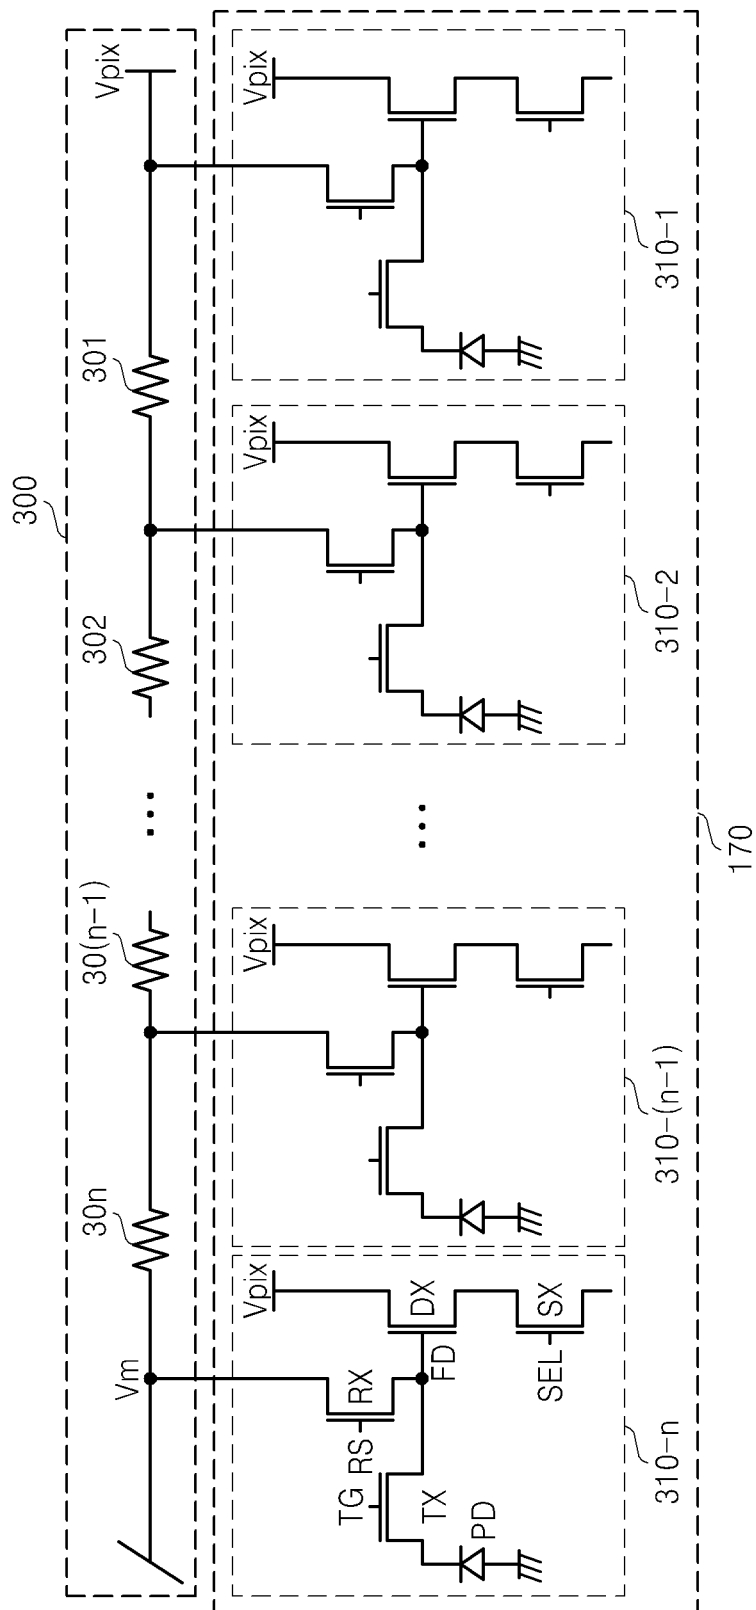 300
Vm
30n
30(n-1)
302
301
Vpix
Vpix
Vpix
Vpix
Vpix
TG
RS
RX
DX
FD
TX
PD
SEL
SX
310-n
310-(n-1)
310-2
310-1
...
...
170